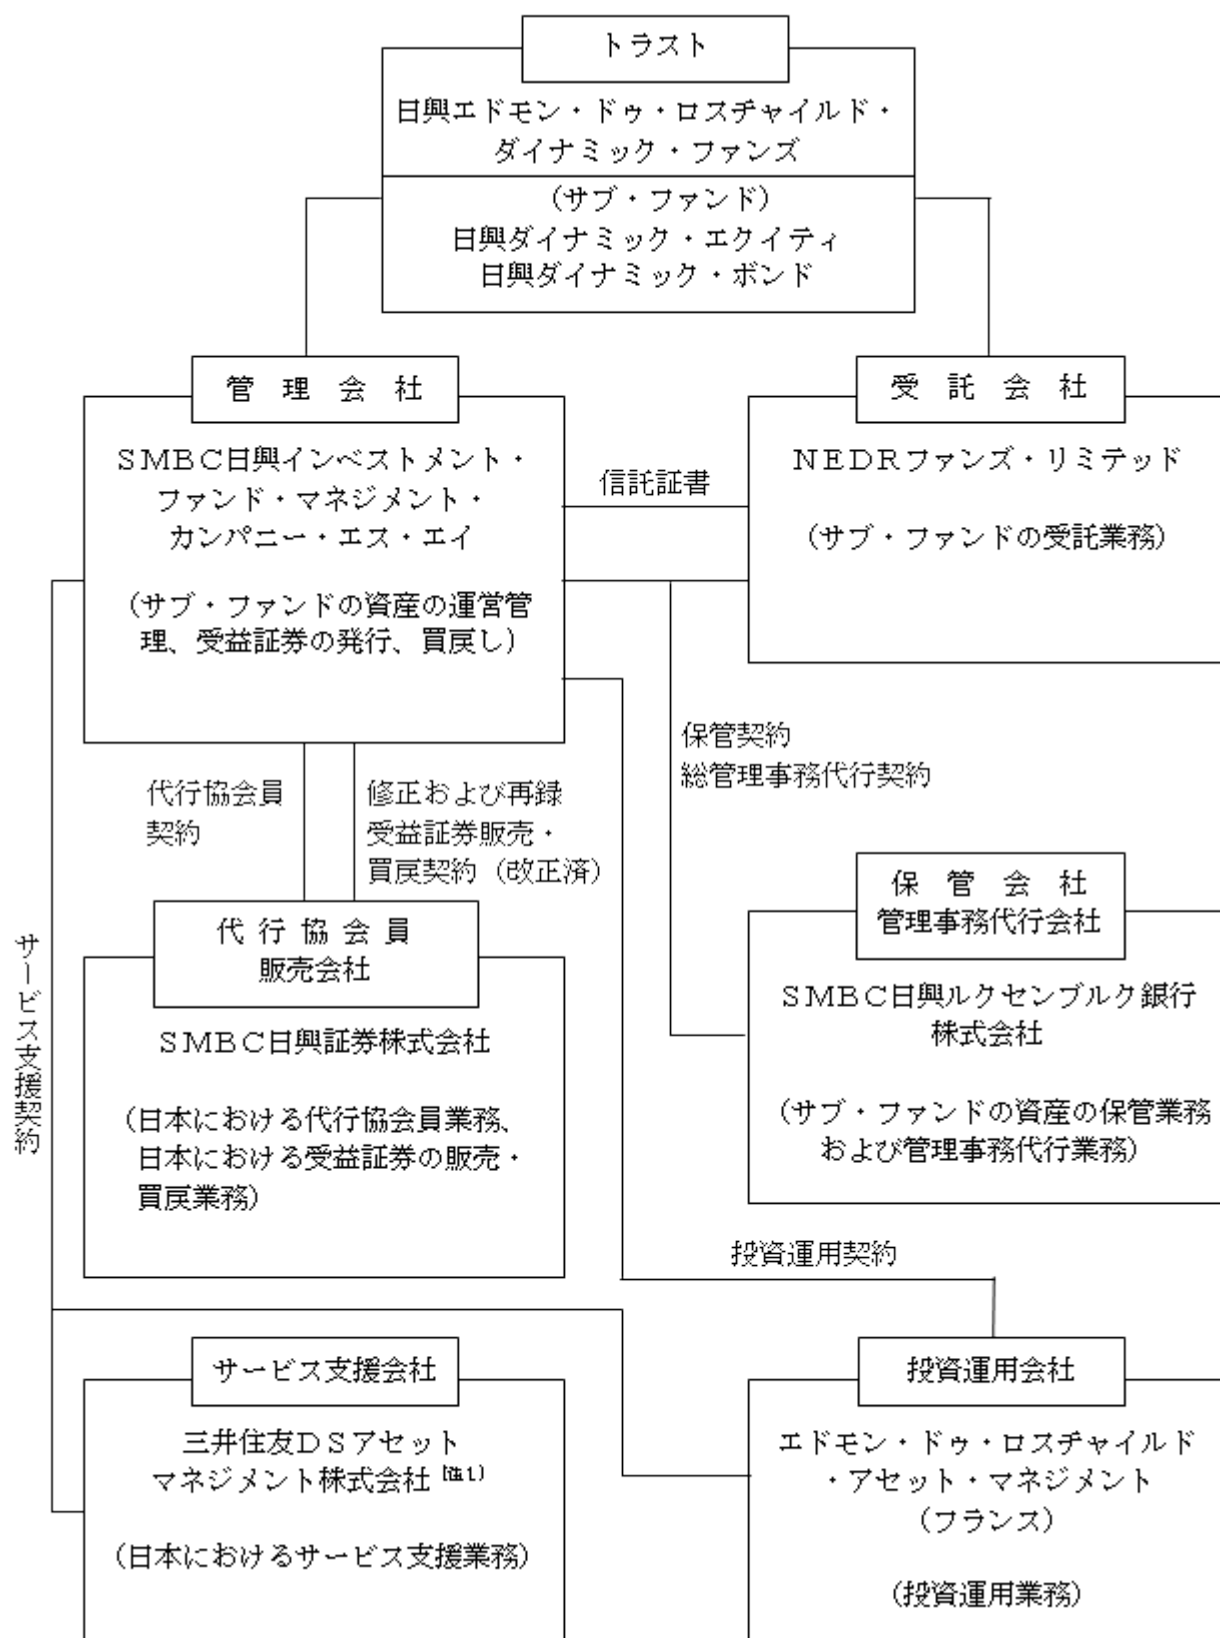 トラスト
日興エドモン・ドゥ・ロスチャイルド・
ダイナミック・ファンズ
(サブ・ファンド)
日興ダイナミック・エクイティ
日興ダイナミック・ボンド
管理会社
SMBC日興インベストメント・
ファンド・マネジメント・
カンパニー・エス・エイ
(サブ・ファンドの資産の運営管
理、受益証券の発行、買戻し)
信託証書
受託会社
NEDRファンズ・リミテッド
(サブ・ファンドの受託業務)
代行協会員
契約
修正および再録
受益証券販売・
買戻契約(改正済)
保管契約
総管理事務代行契約
サービス支援契約
代行協会員
販売会社
SMBC日興証券株式会社
(日本における代行協会員業務、
日本における受益証券の販売・
買戻業務)
保管会社
管理事務代行会社
SMBC日興ルクセンブルク銀行
株式会社
(サブ・ファンドの資産の保管業務
および管理事務代行業務)
投資運用契約
サービス支援会社
三井住友DSアセット
マネジメント株式会社
(日本におけるサービス支援業務)
投資運用会社
エドモン・ドゥ・ロスチャイルド
・アセット・マネジメント
(フランス)
(投資運用業務)